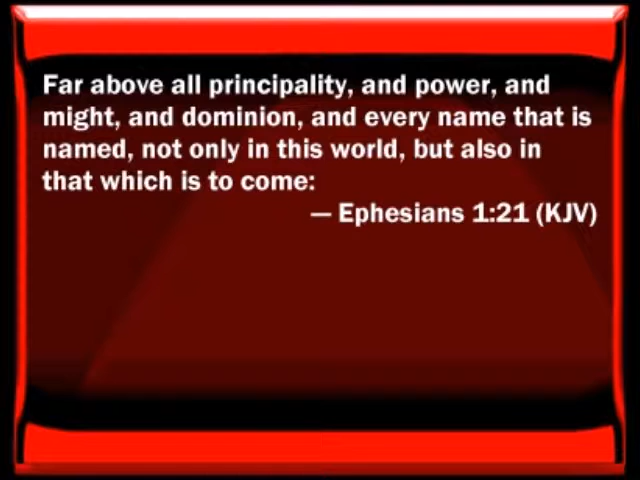 Far above all principality, and power, and
might, and dominion, and every name that is
named, not only in this world, but also in
that which is to come:
— Ephesians 1:21 (KJV)